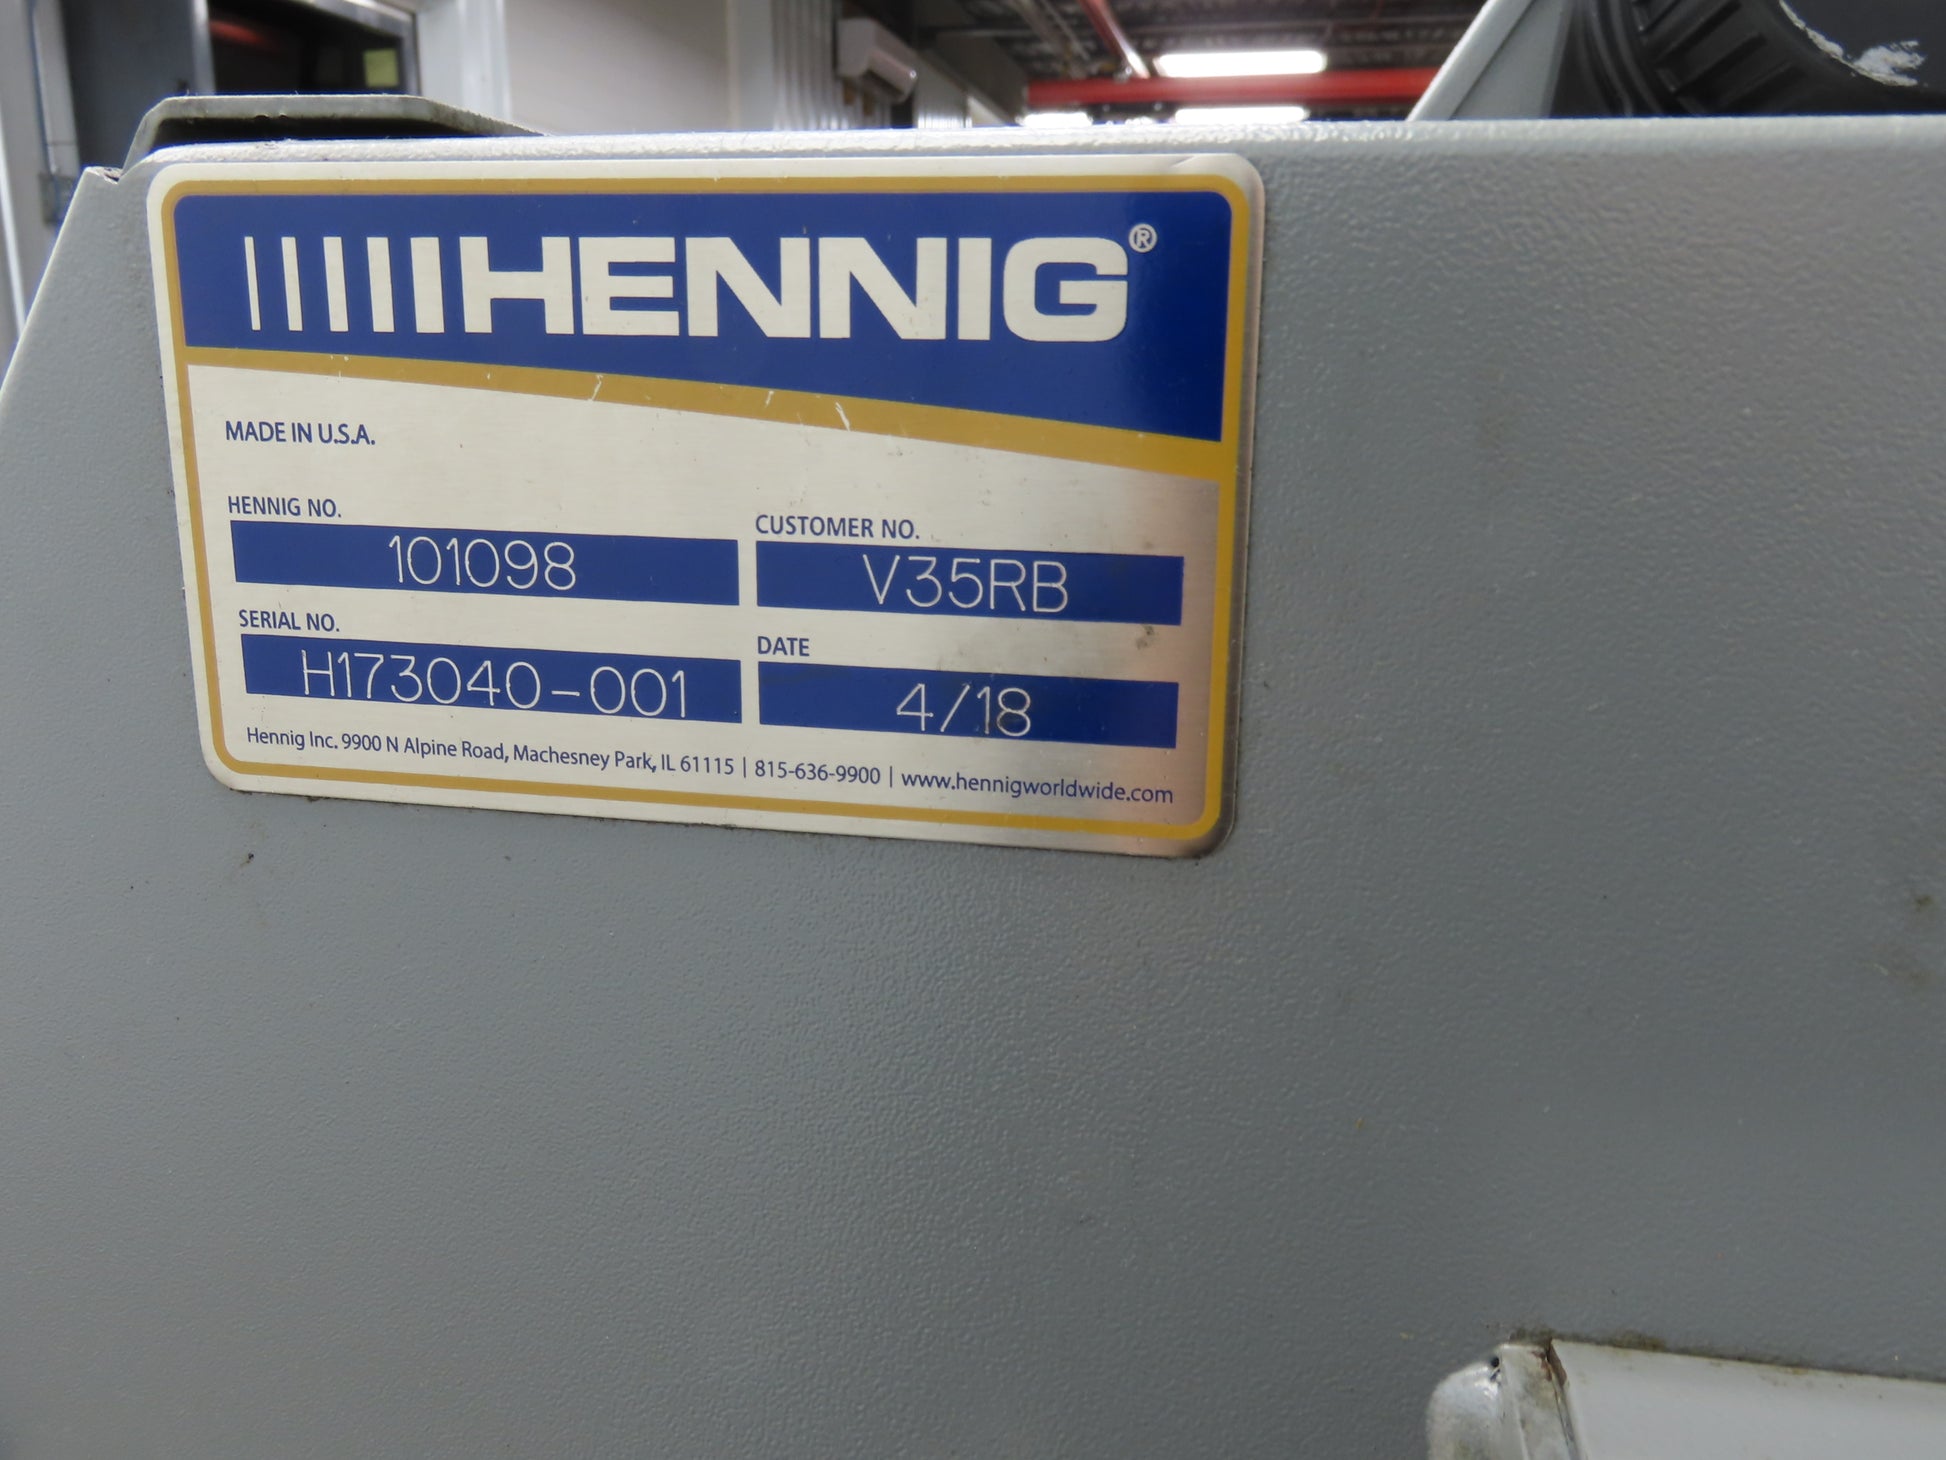 HENNIG®
MADE IN U.S.A.
HENNIG NO.
101098
CUSTOMER NO.
V35RB
SERIAL NO.
H173040-001
DATE
4/18
Hennig Inc. 9900 N Alpine Road, Machesney Park, IL 61115 | 815-636-9900 | www.hennigworldwide.com